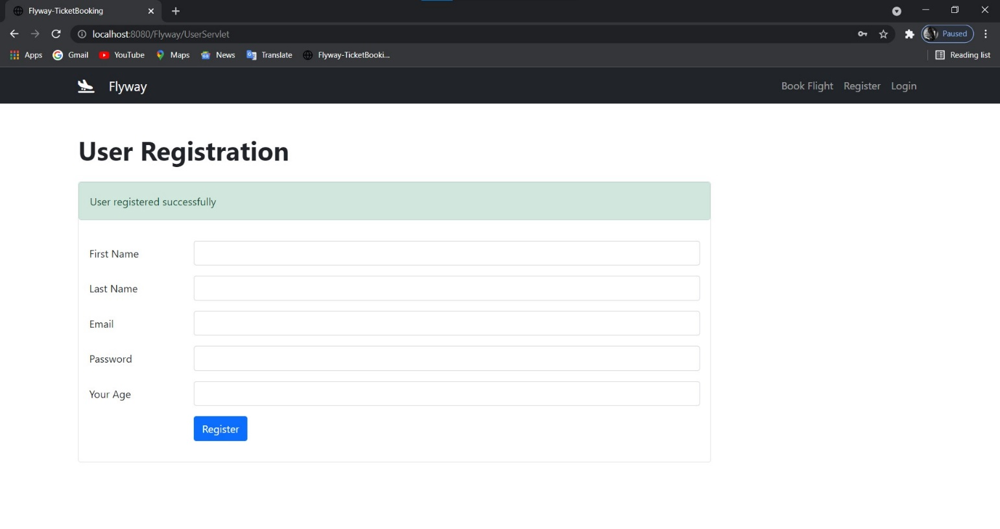 Flyway-TicketBooking
localhost:8080/Flyway/UserServlet
Paused
Apps Gmail YouTube Maps News Translate Flyway-TicketBooki... Reading list
Flyway Book Flight Register Login
User Registration
User registered successfully
First Name
Last Name
Email
Password
Your Age
Register